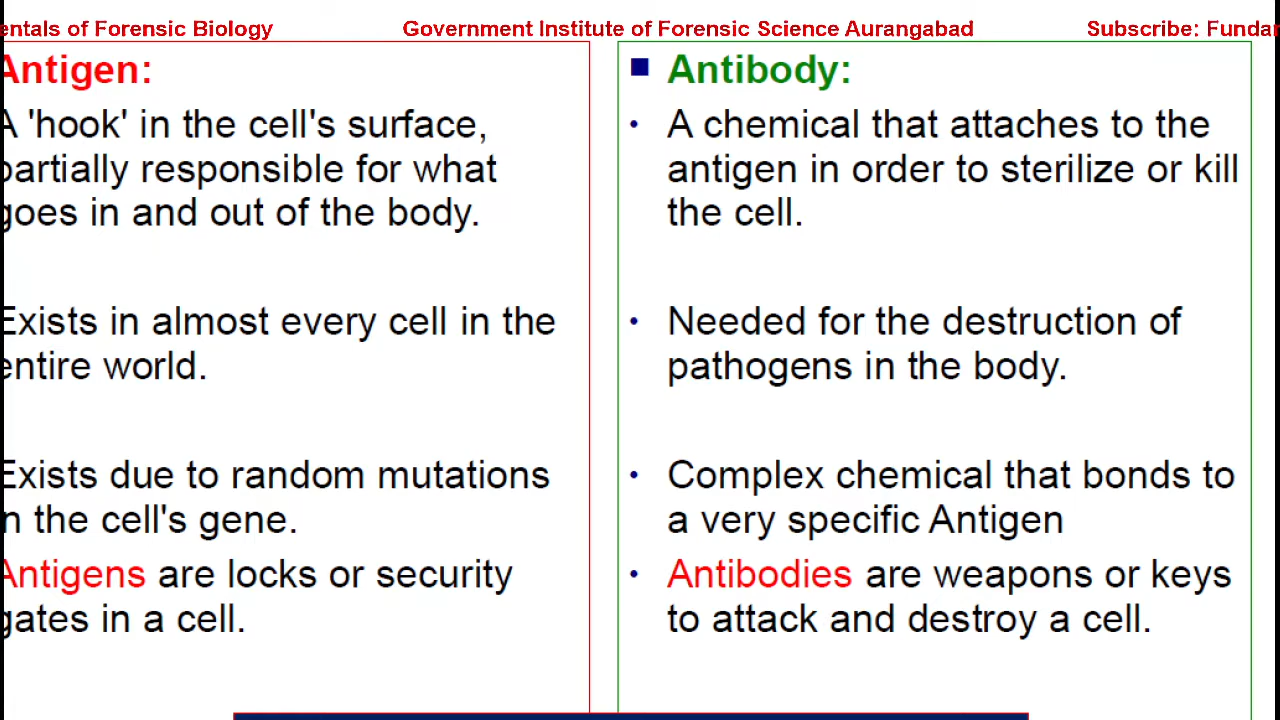 entals of Forensic Biology Government Institute of Forensic Science Aurangabad Subscribe: Fundar
Antigen:
A 'hook' in the cell's surface,
partially responsible for what
goes in and out of the body.
Exists in almost every cell in the
entire world.
Exists due to random mutations
in the cell's gene.
Antigens are locks or security
gates in a cell.
Antibody:
• A chemical that attaches to the
antigen in order to sterilize or kill
the cell.
• Needed for the destruction of
pathogens in the body.
• Complex chemical that bonds to
a very specific Antigen
• Antibodies are weapons or keys
to attack and destroy a cell.